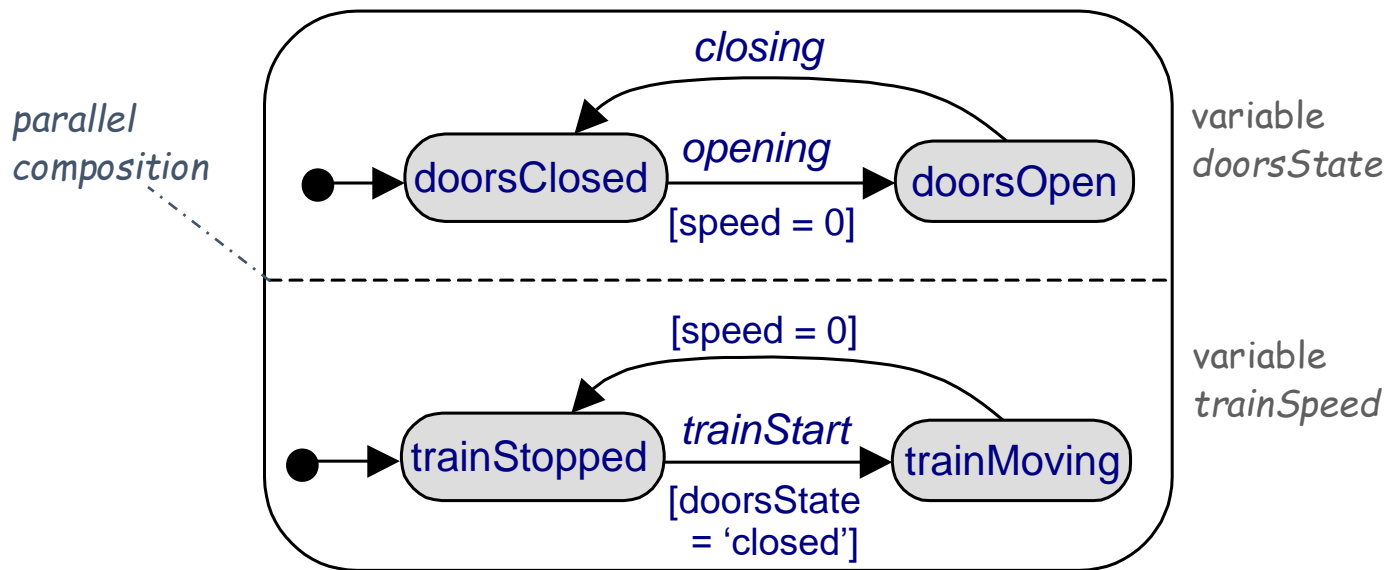 closing
parallel
composition
variable
doorsState
doorsClosed
opening
doorsOpen
[speed = 0]
[speed = 0]
variable
trainSpeed
trainStopped
trainStart
trainMoving
[doorsState
= ‘closed’]